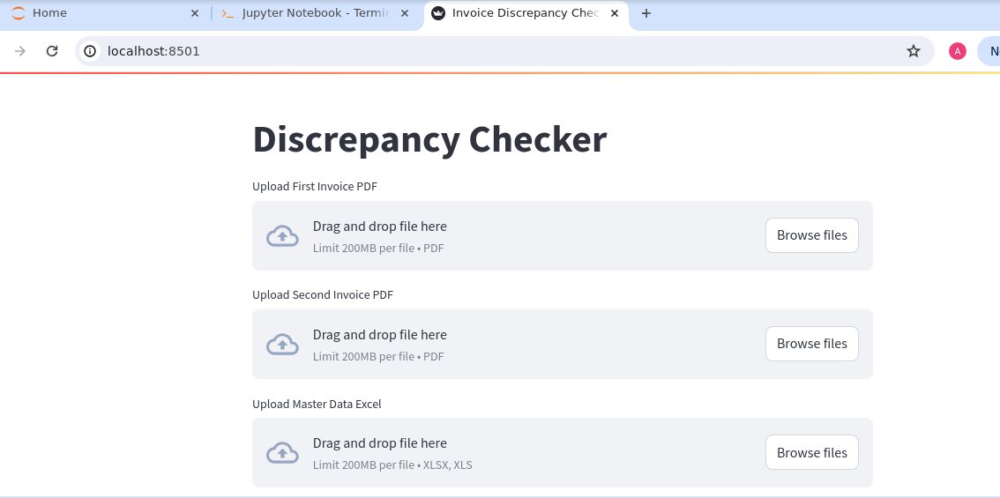 Home
Jupyter Notebook - Termin
Invoice Discrepancy Chec
localhost:8501
A
N
Discrepancy Checker
Upload First Invoice PDF
Drag and drop file here
Limit 200MB per file • PDF
Browse files
Upload Second Invoice PDF
Drag and drop file here
Limit 200MB per file • PDF
Browse files
Upload Master Data Excel
Drag and drop file here
Limit 200MB per file • XLSX, XLS
Browse files